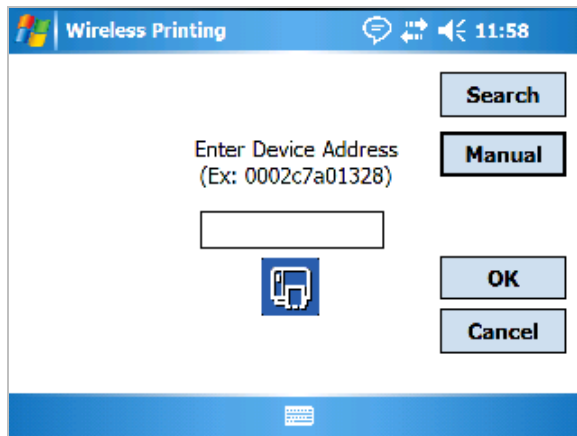 Wireless Printing 11:58
Search
Enter Device Address
(Ex: 0002c7a01328)
Manual
OK
Cancel